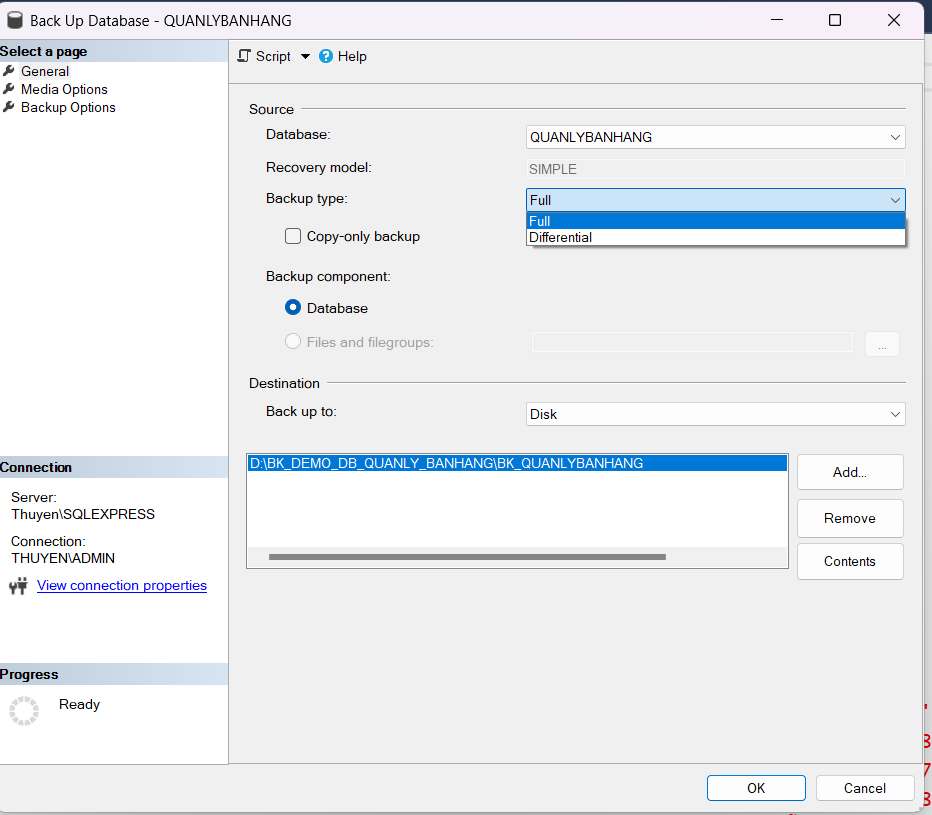 Back Up Database - QUANLYBANHANG
Select a page
General
Media Options
Backup Options
Script
Help
Source
Database:
QUANLYBANHANG
Recovery model:
SIMPLE
Backup type:
Full
Full
Differential
Copy-only backup
Backup component:
Database
Files and filegroups:
...
Destination
Back up to:
Disk
D:\BK_DEMO_DB_QUANLY_BANHANG\BK_QUANLYBANHANG
Add...
Remove
Contents
Connection
Server:
Thuyen\SQLEXPRESS
Connection:
THUYEN\ADMIN
View connection properties
Progress
Ready
OK
Cancel